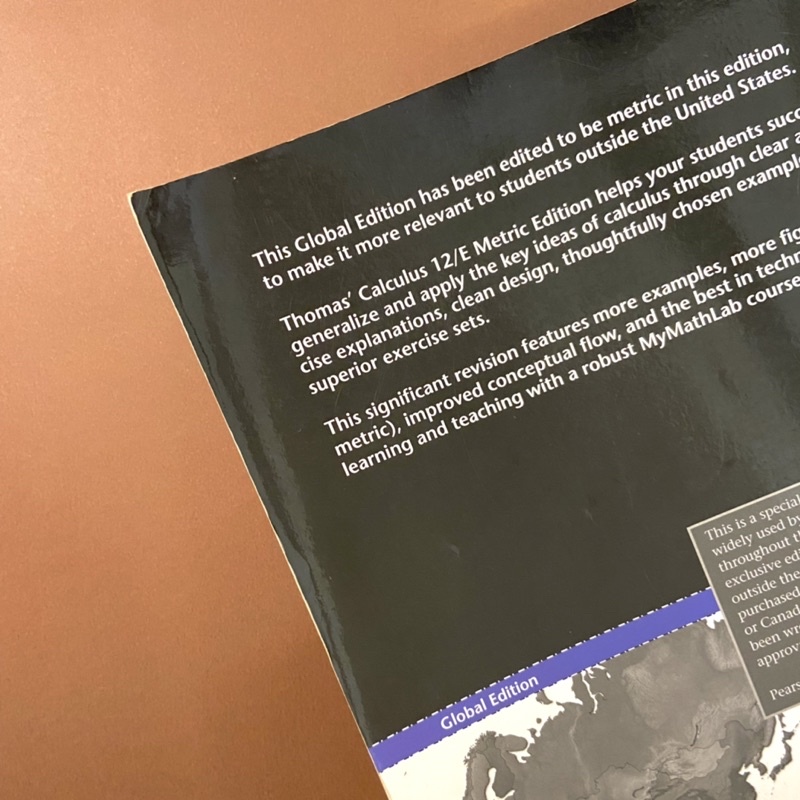 This Global Edition has been edited to be metric in this edition,
to make it more relevant to students outside the United States.
Thomas' Calculus 12/E Metric Edition helps your students succ
generalize and apply the key ideas of calculus through clear a
cise explanations, clean design, thoughtfully chosen example
superior exercise sets.
This significant revision features more examples, more fig
metric), improved conceptual flow, and the best in techn
learning and teaching with a robust MyMathLab course
This is a special
widely used by
throughout th
exclusive ed
outside the
purchased
or Canad
been wr
approv
Pears
Global Edition